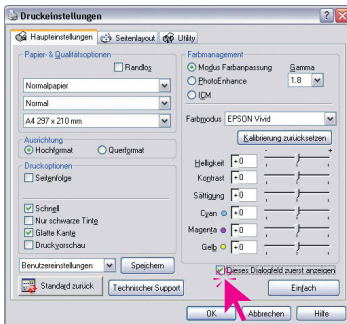 Druckeinstellungen
Haupteinstellungen Seitenlayout Utility
Papier- & Qualitätsoptionen
Randlos
Normalpapier
Normal
A4 297 x 210 mm
Ausrichtung
Hochformat Querformat
Druckoptionen
Seitenfolge
Schnell
Nur schwarze Tinte
Glatte Kante
Druckvorschau
Benutzereinstellungen Speichern
Standard zurück Technischer Support
Farbmanagement
Modus Farbanpassung Gamma
PhotoEnhance 1.8
ICM
Farbmodus EPSON Vivid
Kalibrierung zurücksetzen
Helligkeit +0
Kontrast +0
Sättigung +0
Cyan +0
Magenta +0
Gelb +0
Dieses Dialogfeld zuerst anzeigen
Einfach
OK Abbrechen Hilfe